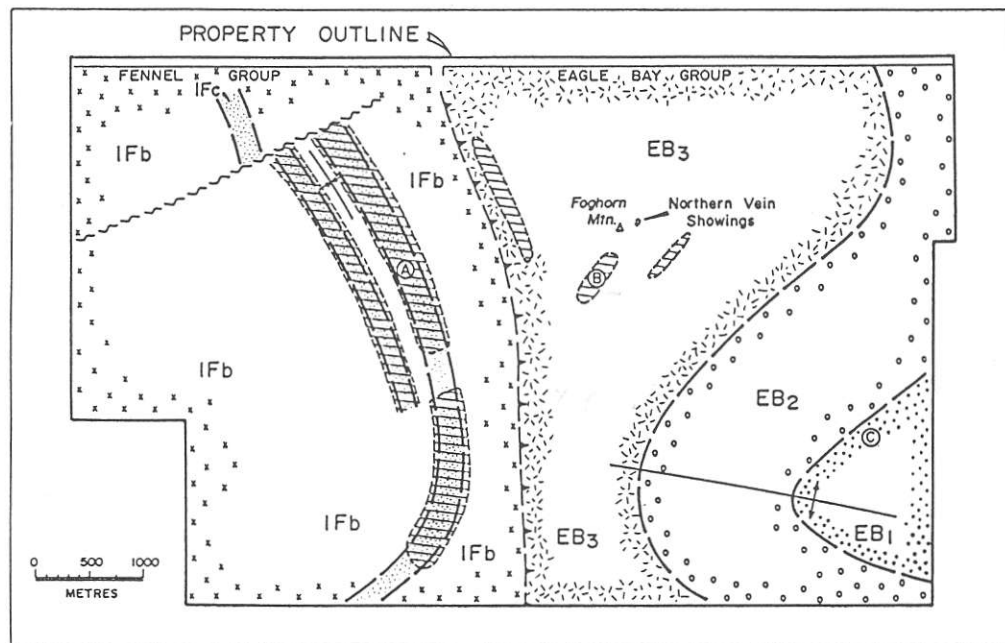 PROPERTY OUTLINE
FENNEL GROUP
EAGLE BAY GROUP
IFc
IFb
IFb
EB3
Foghorn
Mtn.
Northern Vein
Showings
A
B
IFb
EB2
C
IFb
EB3
IFb
EB1
0 500 1000
METRES